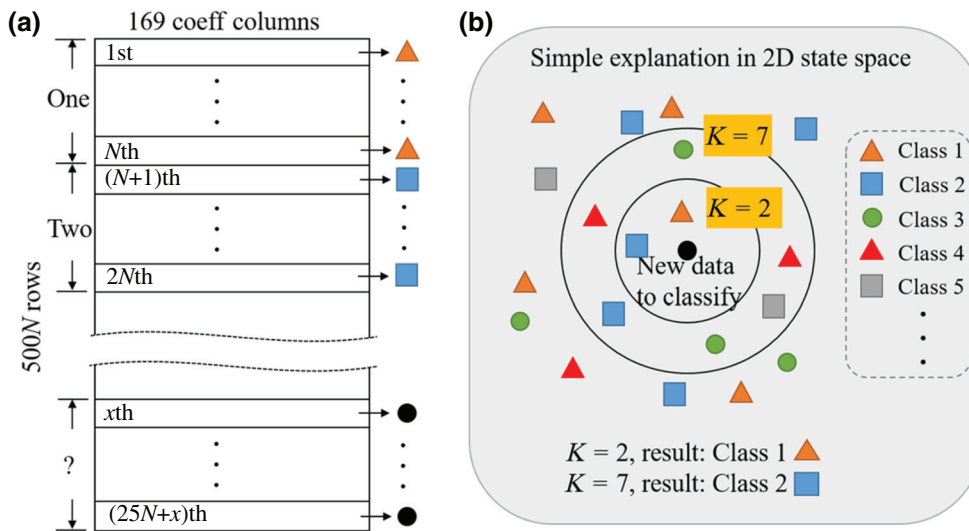 (a)
169 coeff columns
1st
One
Nth
(N+1)th
Two
2Nth
500N rows
xth
?
(25N+x)th
(b)
Simple explanation in 2D state space
K = 7
K = 2
New data
to classify
Class 1
Class 2
Class 3
Class 4
Class 5
K = 2, result: Class 1
K = 7, result: Class 2